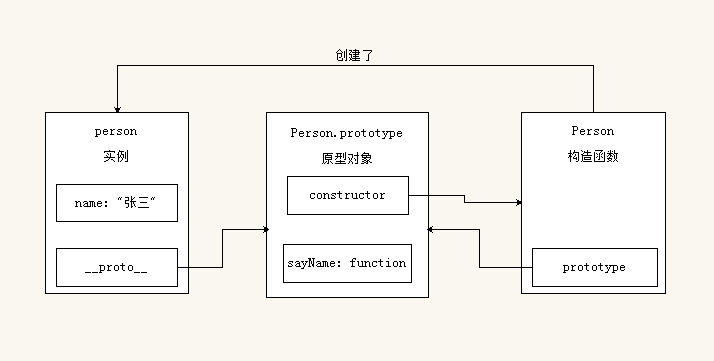 创建了
person
实例
name: "张三"
__proto__
Person.prototype
原型对象
constructor
sayName: function
Person
构造函数
prototype